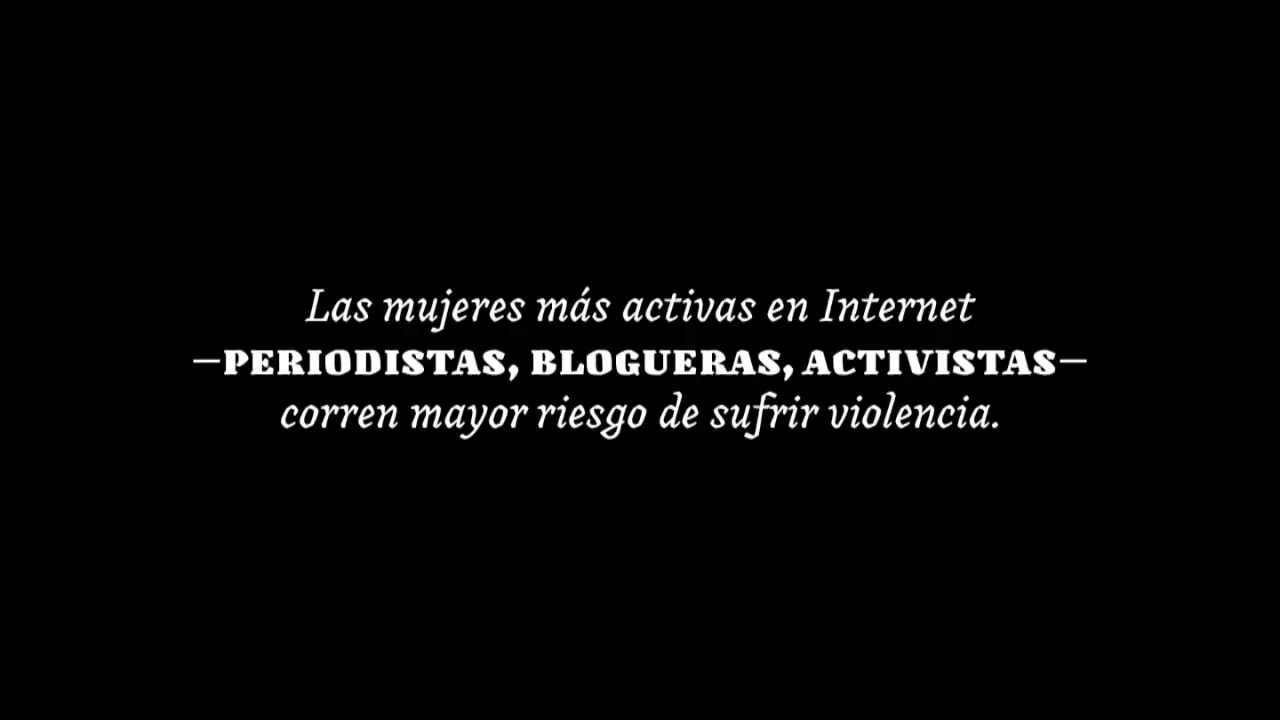 Las mujeres más activas en Internet
—PERIODISTAS, BLOGUERAS, ACTIVISTAS—
corren mayor riesgo de sufrir violencia.